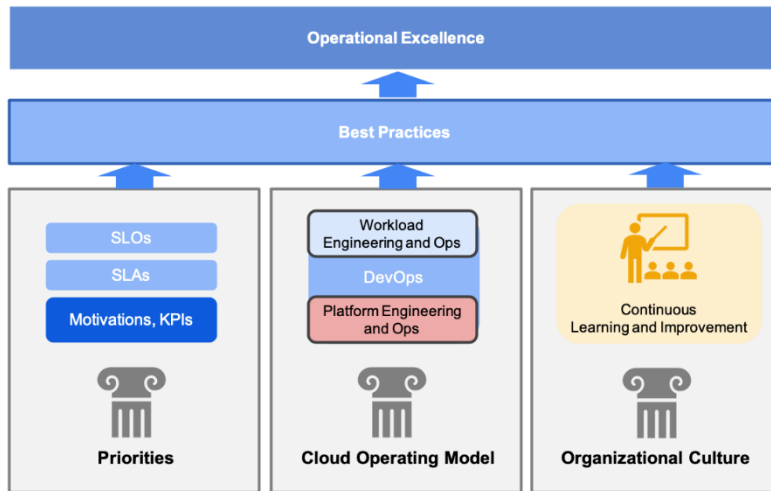 Operational Excellence
Best Practices
SLOs
SLAs
Motivations, KPIs
Priorities
Workload
Engineering and Ops
DevOps
Platform Engineering
and Ops
Cloud Operating Model
Continuous
Learning and Improvement
Organizational Culture